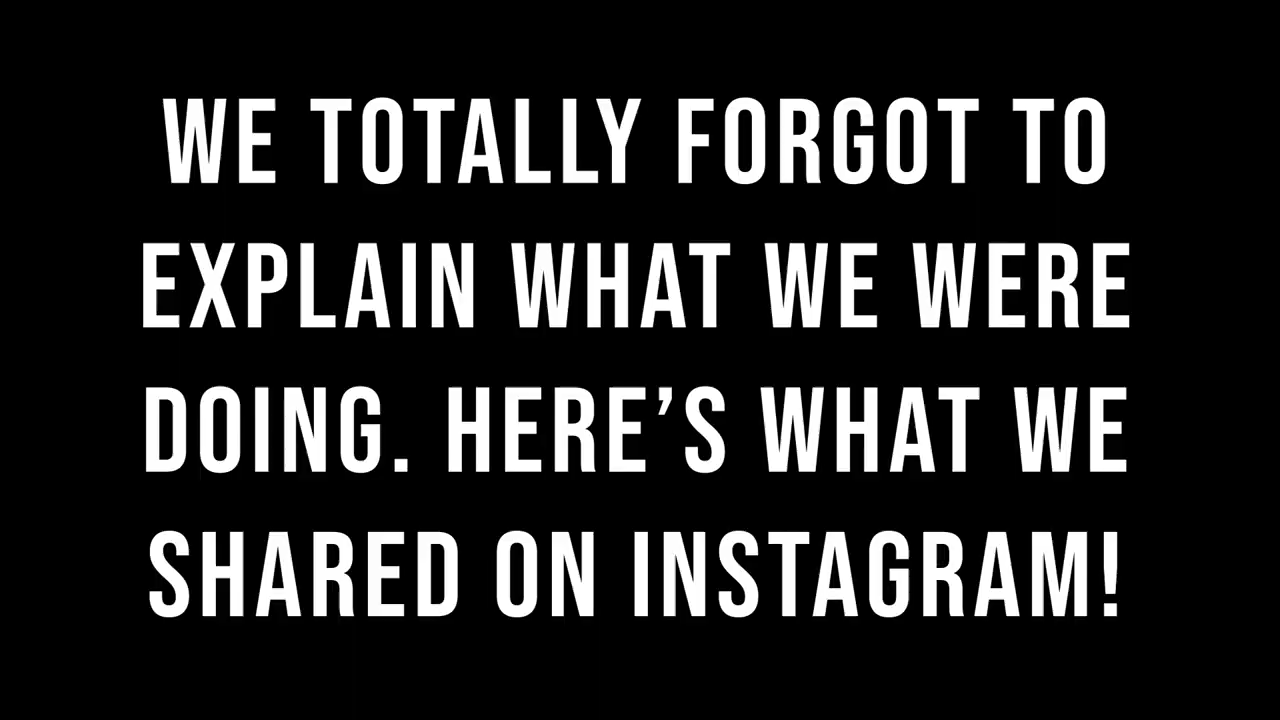 WE TOTALLY FORGOT TO
EXPLAIN WHAT WE WERE
DOING. HERE’S WHAT WE
SHARED ON INSTAGRAM!